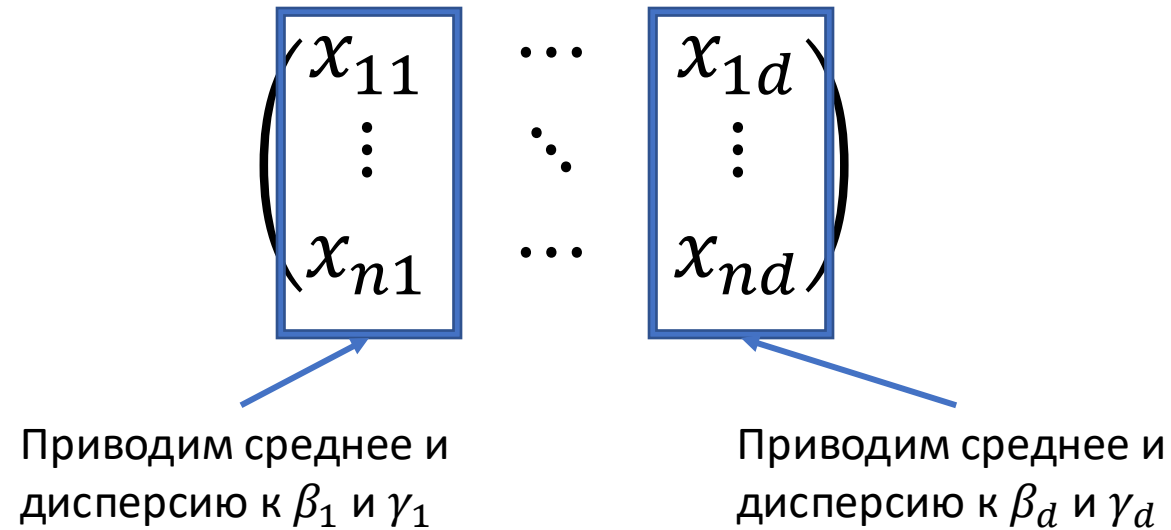 x₁₁ ⋯ x₁d
⋮ ⋱ ⋮
xₙ₁ ⋯ xₙd
Приводим среднее и
дисперсию к β₁ и γ₁
Приводим среднее и
дисперсию к βd и γd